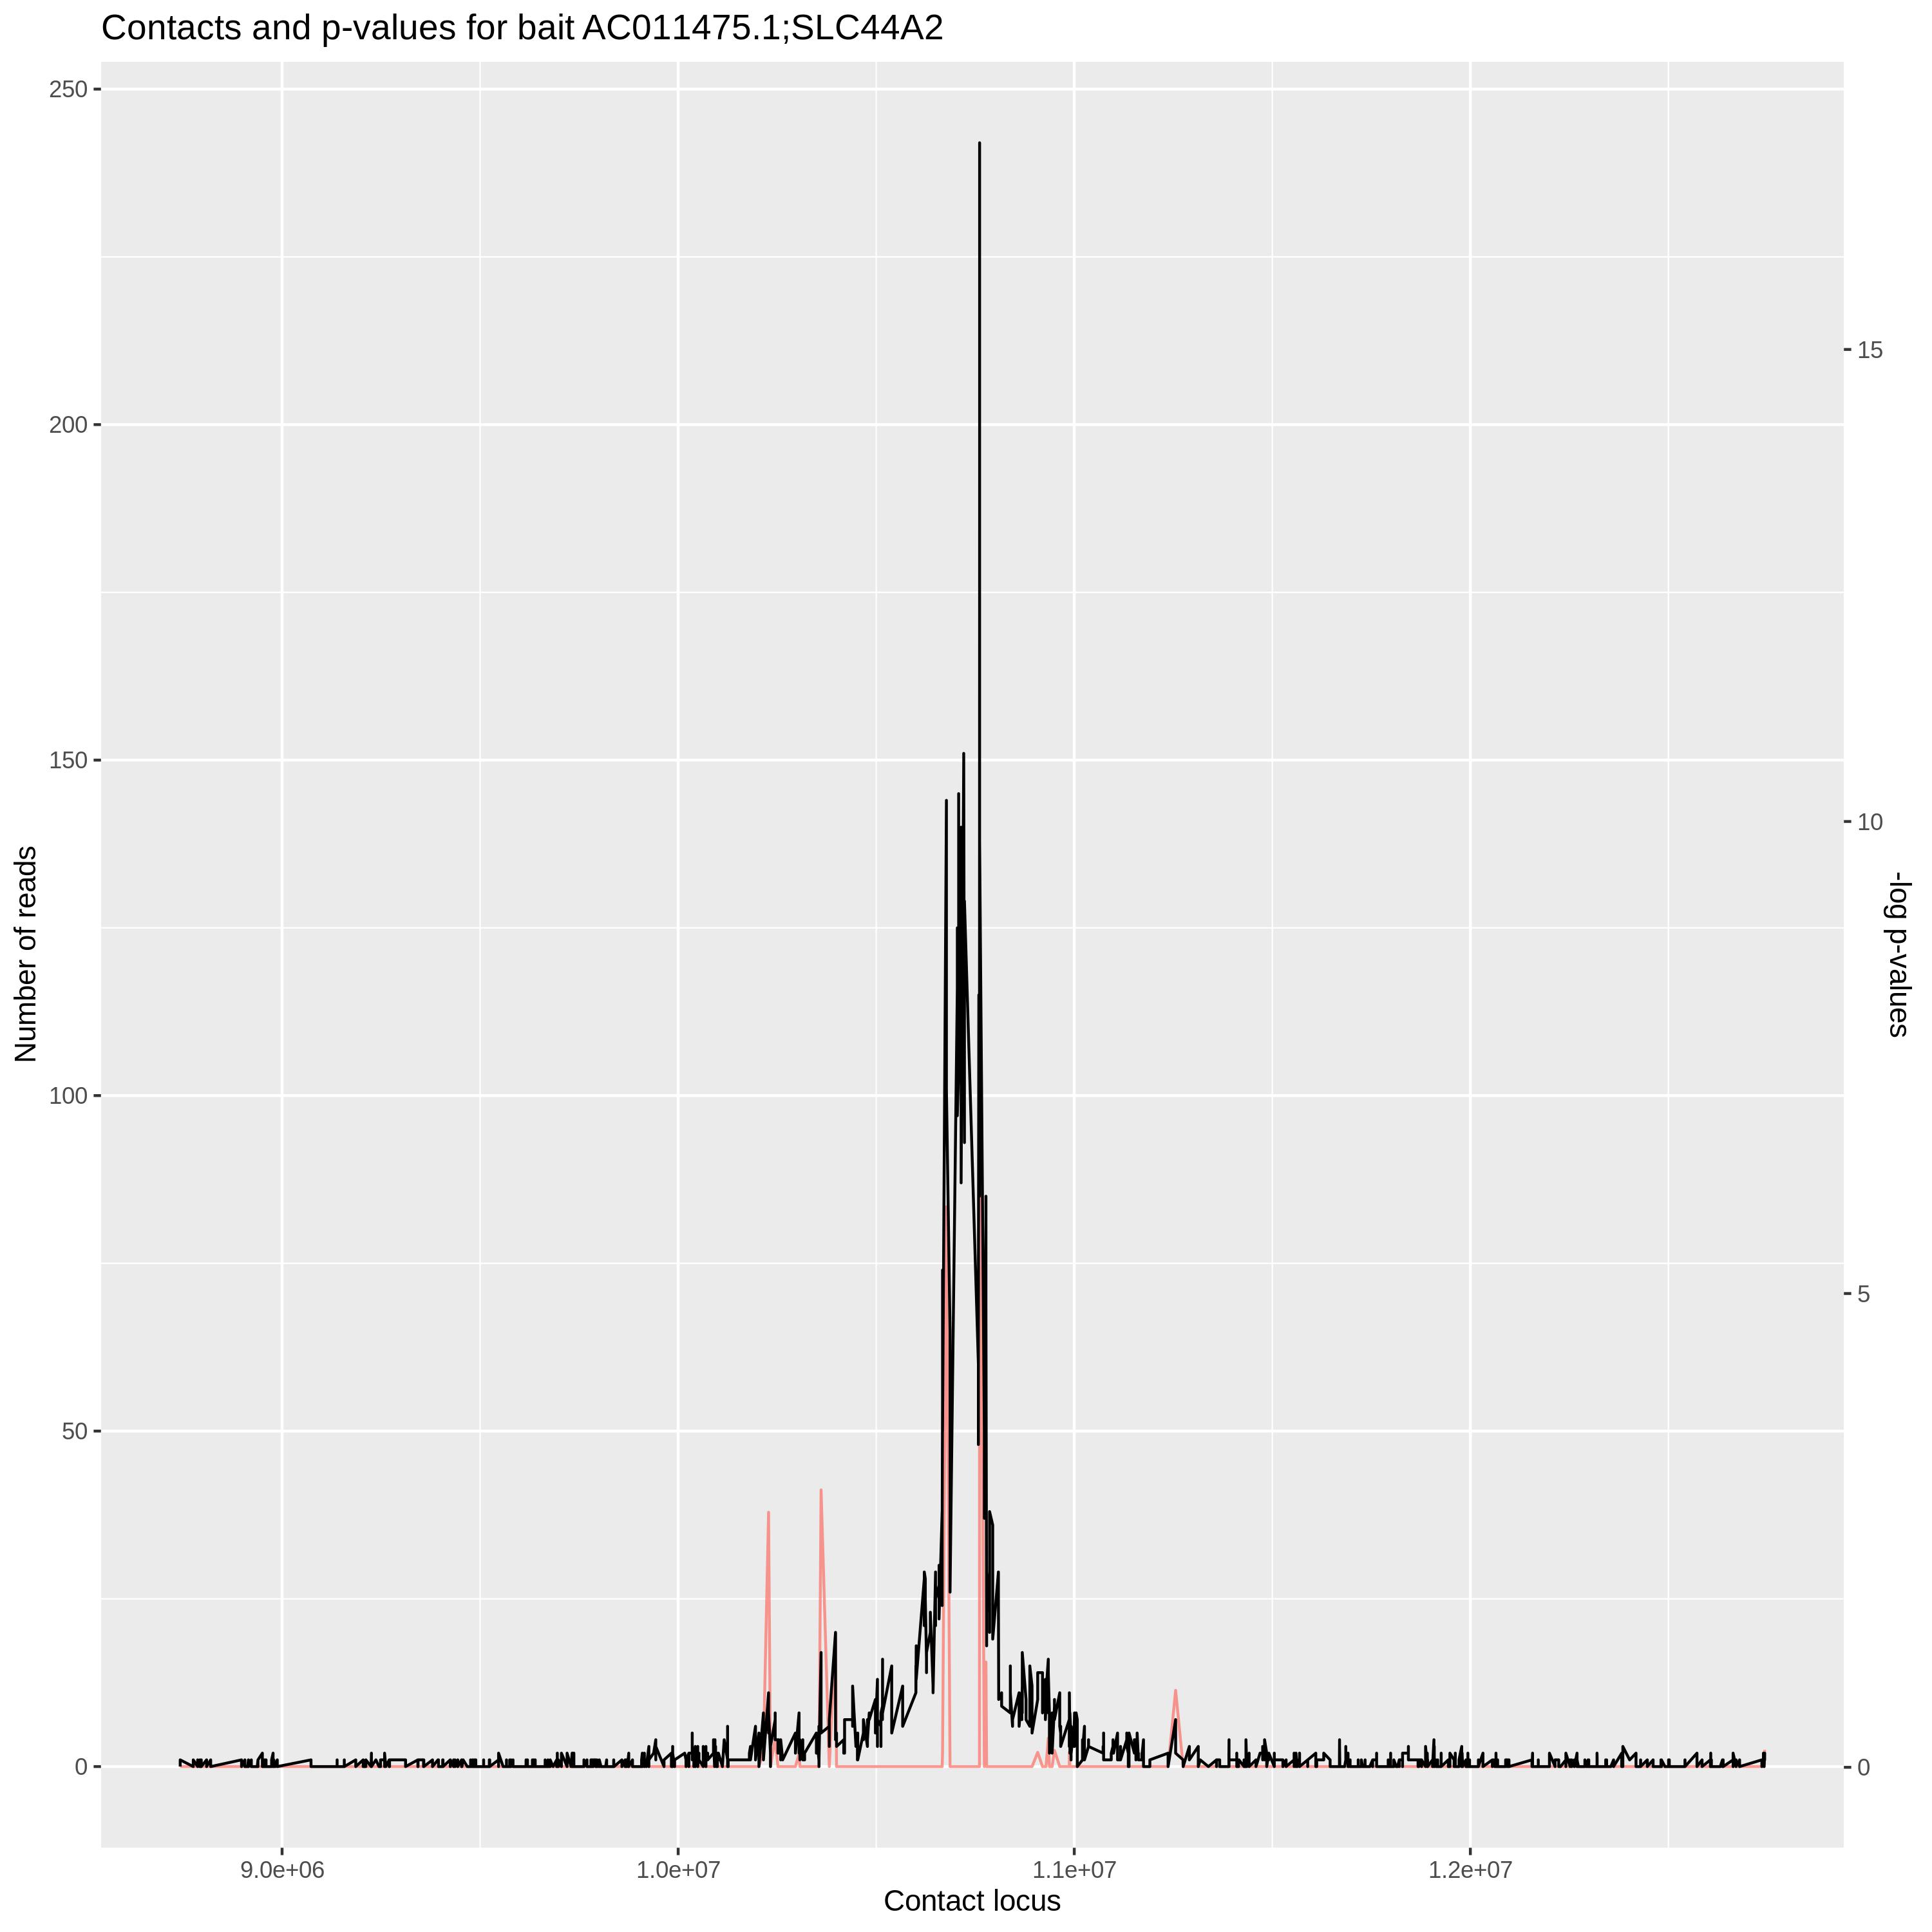 Contacts and p-values for bait AC011475.1;SLC44A2
250
200
150
100
50
0
Number of reads
15
10
5
0
-log p-values
9.0e+06
1.0e+07
1.1e+07
1.2e+07
Contact locus